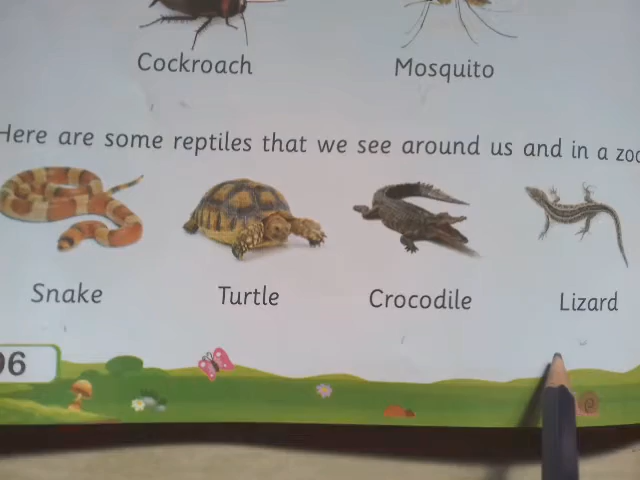 Cockroach Mosquito
Here are some reptiles that we see around us and in a
Snake Turtle Crocodile Lizard